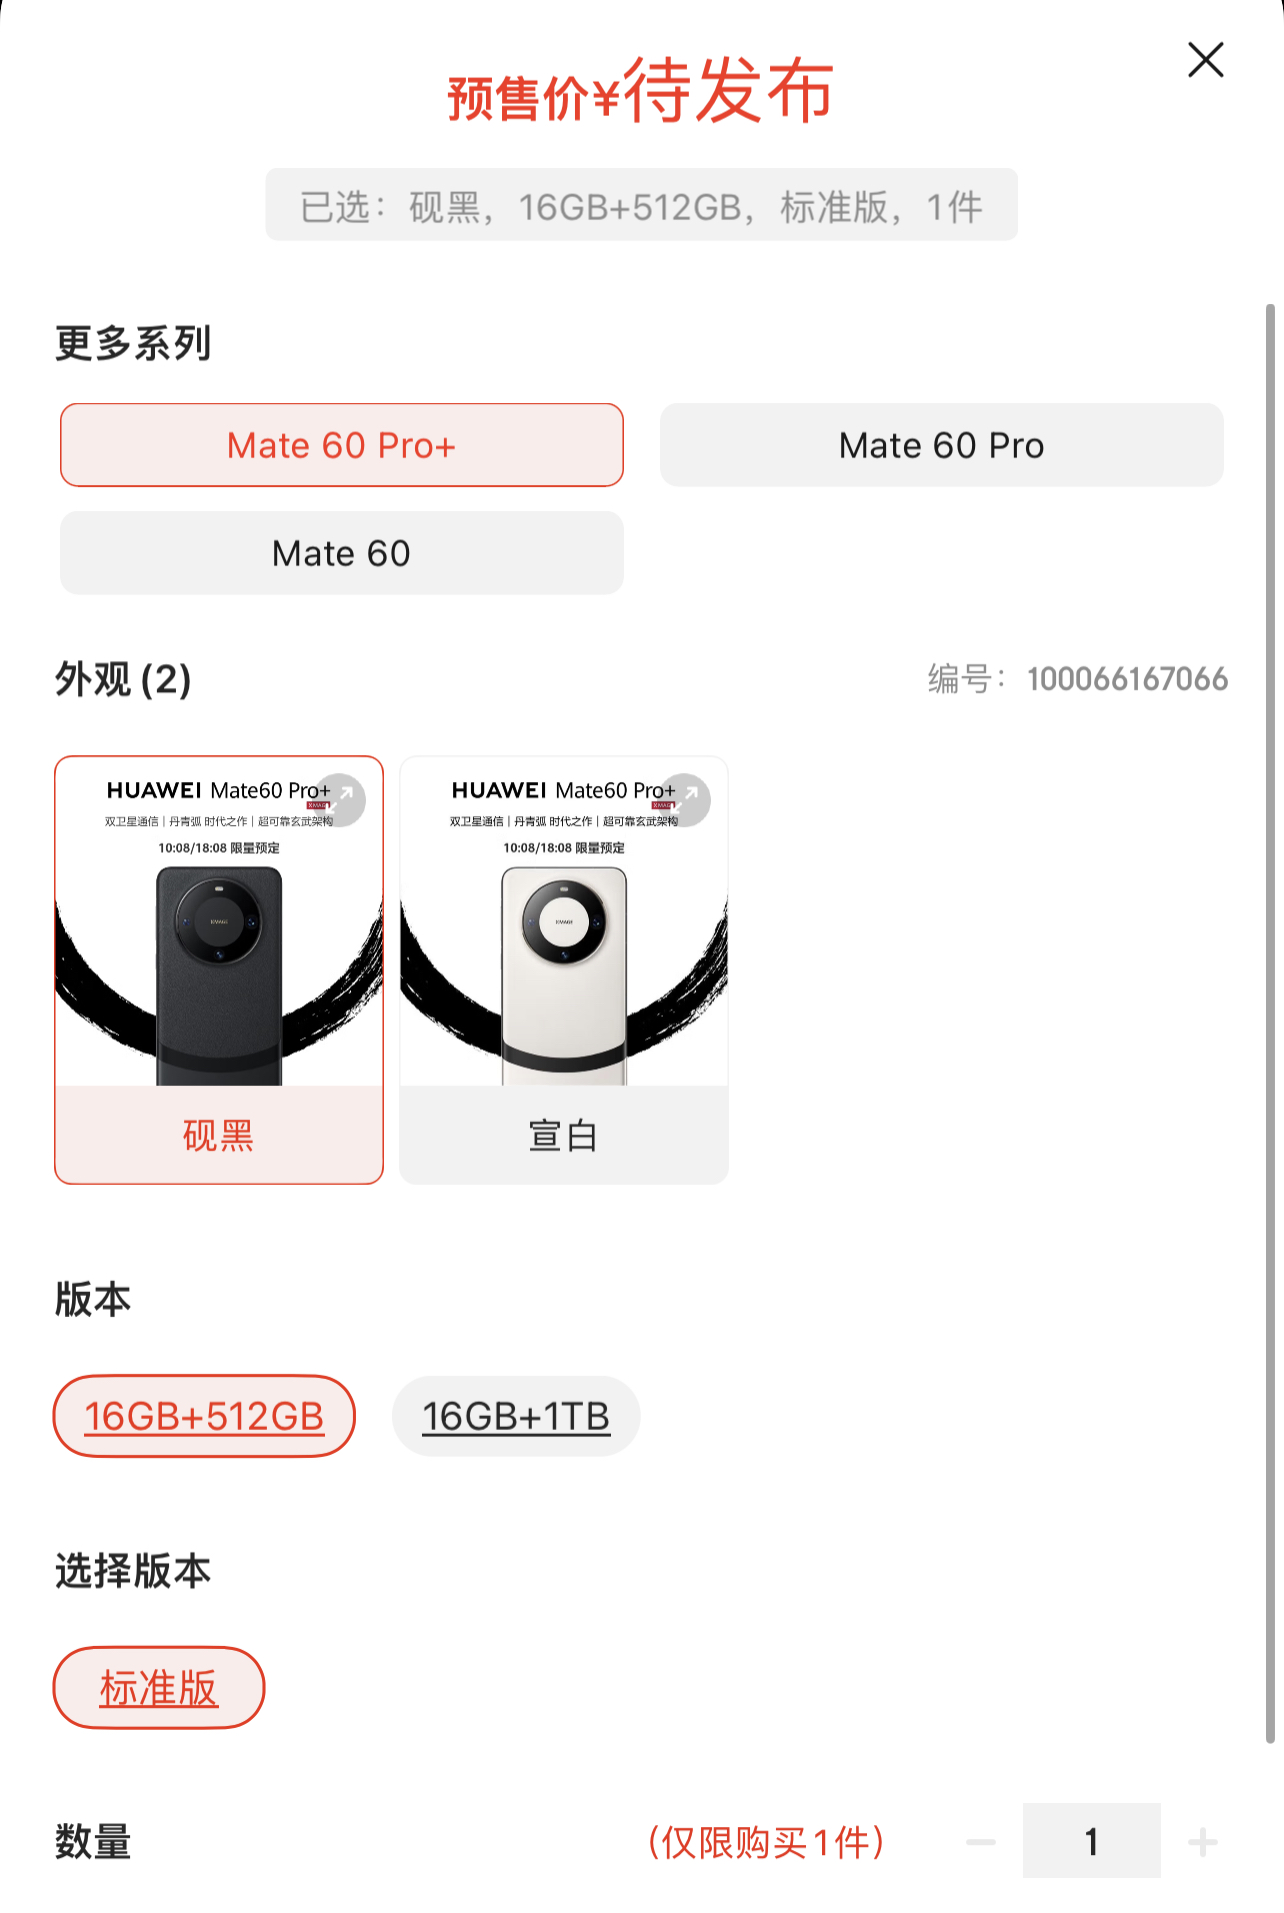 预售价¥待发布
已选：砚黑，16GB+512GB，标准版，1件
更多系列
Mate 60 Pro+
Mate 60 Pro
Mate 60
外观 (2)
编号：100066167066
HUAWEI Mate60 Pro+
XMAGE
双卫星通信 | 丹青弧 时代之作 | 超可靠玄武架构
10:08/18:08 限量预定
XMAGE
砚黑
HUAWEI Mate60 Pro+
XMAGE
双卫星通信 | 丹青弧 时代之作 | 超可靠玄武架构
10:08/18:08 限量预定
XMAGE
宣白
版本
16GB+512GB
16GB+1TB
选择版本
标准版
数量
（仅限购买1件）
1